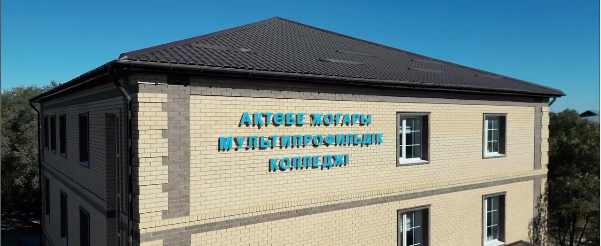 АҚТӨБЕ ЖОҒАРЫ
МУЛЬТИПРОФИЛЬДІК
КОЛЛЕДЖІ